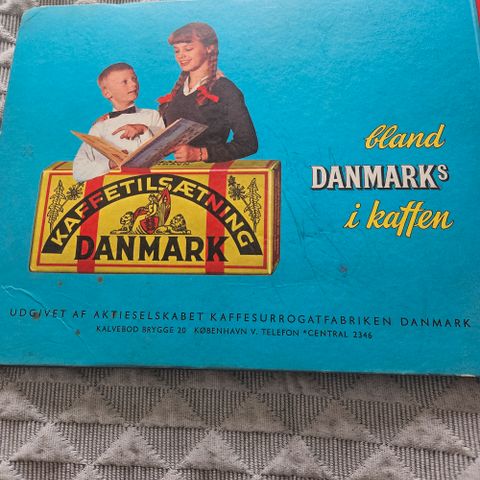 bland
DANMARKs
i kaffen
KAFFETILSÆTNING
DANMARK
UDGIVET AF AKTIESELSKABET KAFFESURROGATFABRIKEN DANMARK
KALVEBOD BRYGGE 20 KØBENHAVN V. TELEFON *CENTRAL 2346